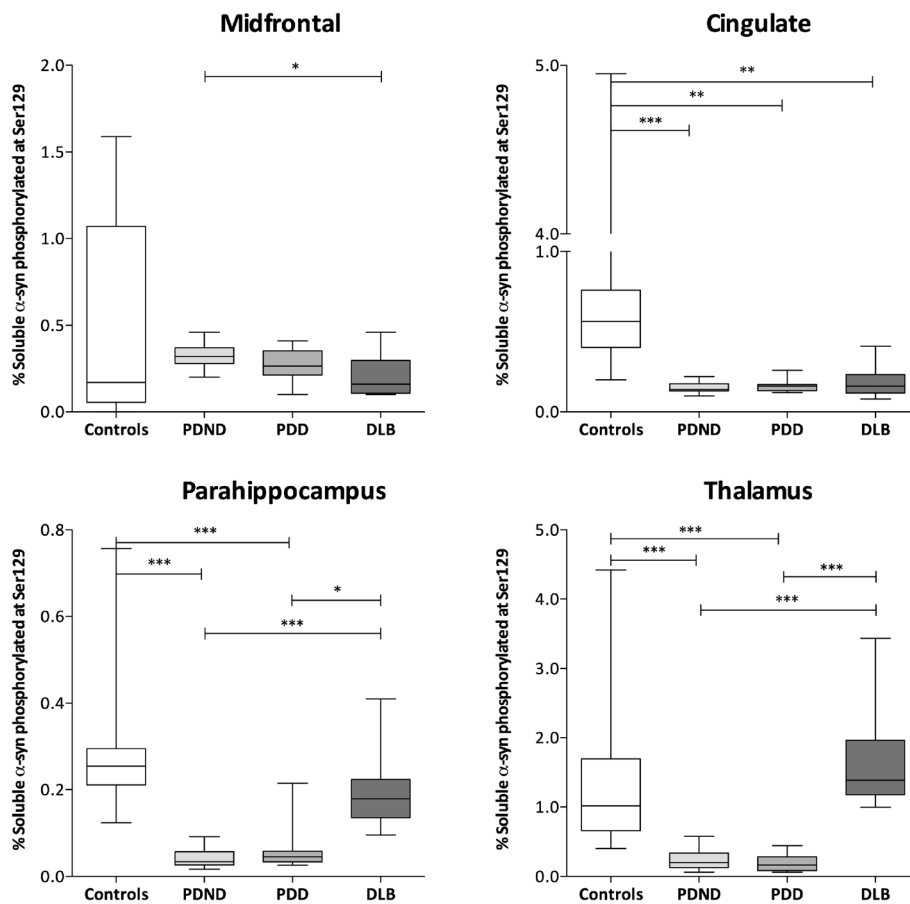 Midfrontal
% Soluble α-syn phosphorylated at Ser129
2.0
1.5
1.0
0.5
0.0
*
Controls PDND PDD DLB
Cingulate
% Soluble α-syn phosphorylated at Ser129
5.0
4.0
1.0
0.0
**
**
***
Controls PDND PDD DLB
Parahippocampus
% Soluble α-syn phosphorylated at Ser129
0.8
0.6
0.4
0.2
0.0
***
***
*
***
Controls PDND PDD DLB
Thalamus
% Soluble α-syn phosphorylated at Ser129
5.0
4.0
3.0
2.0
1.0
0.0
***
***
***
***
Controls PDND PDD DLB